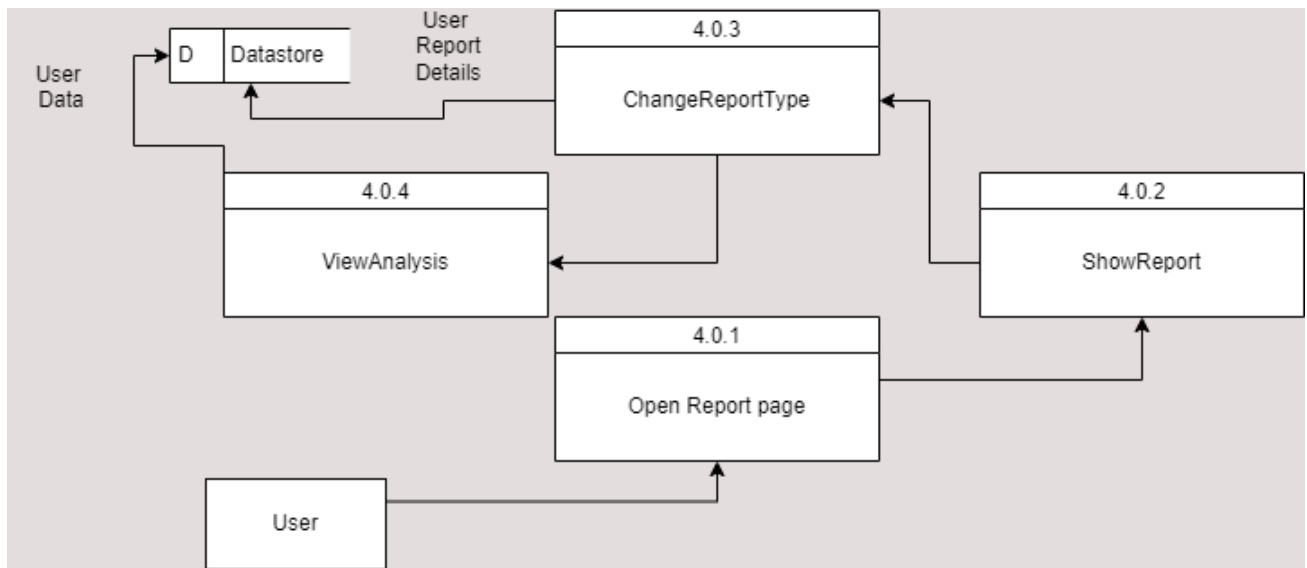 User
Report
Details
4.0.3
ChangeReportType
D
Datastore
User
Data
4.0.4
ViewAnalysis
4.0.2
ShowReport
4.0.1
Open Report page
User